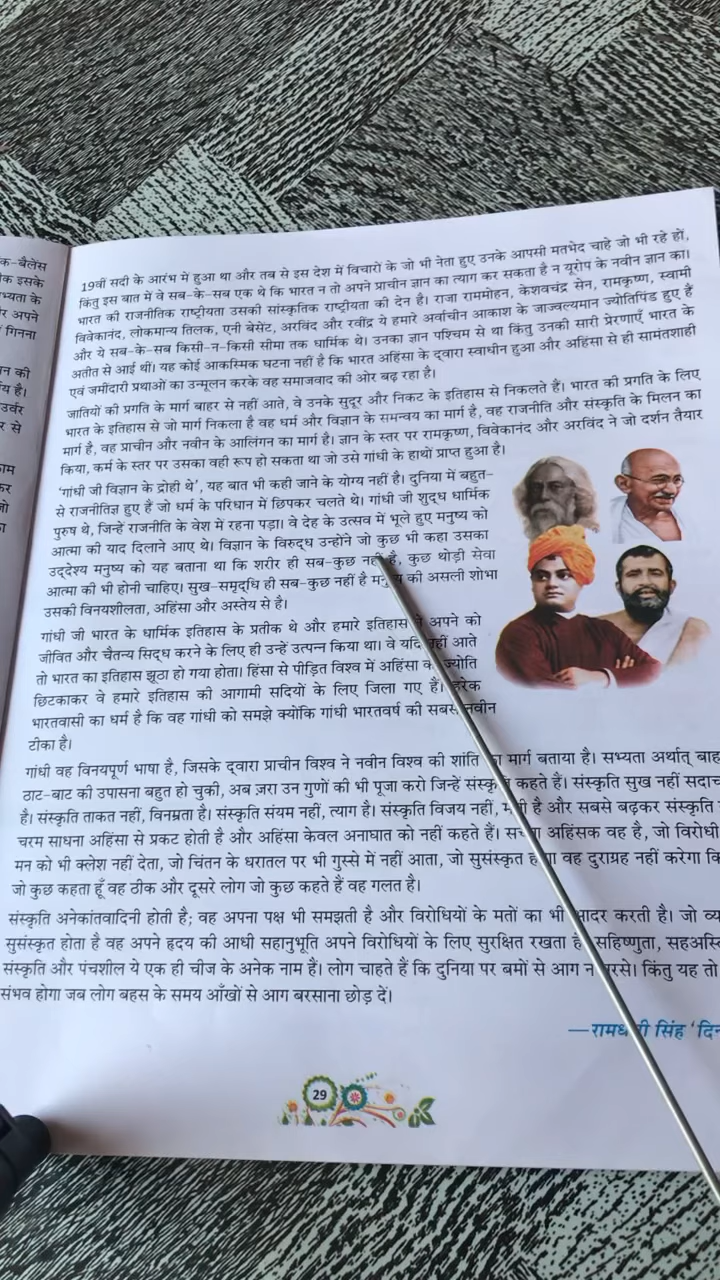 क–बैलेंस
क इसके
भ्यता के
र अपने
गिनना
न की
य है।
उर्वर
र से
19वीं सदी के आरंभ में हुआ था और तब से इस देश में विचारों के जो भी नेता हुए उनके आपसी मतभेद चाहे जो भी रहे हों,
किंतु इस बात में वे सब-के-सब एक थे कि भारत न तो अपने प्राचीन ज्ञान का त्याग कर सकता है न यूरोप के नवीन ज्ञान का।
भारत की राजनीतिक राष्ट्रीयता उसकी सांस्कृतिक राष्ट्रीयता की देन है। राजा राममोहन, केशवचंद्र सेन, रामकृष्ण, स्वामी
विवेकानंद, लोकमान्य तिलक, एनी बेसेंट, अरविंद और रवींद्र ये हमारे अर्वाचीन आकाश के जाज्वल्यमान ज्योतिपिंड हुए हैं
और ये सब-के-सब किसी-न-किसी सीमा तक धार्मिक थे। उनका ज्ञान पश्चिम से था किंतु उनकी सारी प्रेरणाएँ भारत के
अतीत से आई थीं। यह कोई आकस्मिक घटना नहीं है कि भारत अहिंसा के द्वारा स्वाधीन हुआ और अहिंसा से ही सामंतशाही
एवं जमींदारी प्रथाओं का उन्मूलन करके वह समाजवाद की ओर बढ़ रहा है।
जातियों की प्रगति के मार्ग बाहर से नहीं आते, वे उनके सुदूर और निकट के इतिहास से निकलते हैं। भारत की प्रगति के लिए
भारत के इतिहास से जो मार्ग निकला है वह धर्म और विज्ञान के समन्वय का मार्ग है, वह राजनीति और संस्कृति के मिलन का
मार्ग है, वह प्राचीन और नवीन के आलिंगन का मार्ग है। ज्ञान के स्तर पर रामकृष्ण, विवेकानंद और अरविंद ने जो दर्शन तैयार
किया, कर्म के स्तर पर उसका वही रूप हो सकता था जो उसे गांधी के हाथों प्राप्त हुआ है।
'गांधी जी विज्ञान के द्रोही थे', यह बात भी कही जाने के योग्य नहीं है। दुनिया में बहुत-
से राजनीतिज्ञ हुए हैं जो धर्म के परिधान में छिपकर चलते थे। गांधी जी शुद्ध धार्मिक
पुरुष थे, जिन्हें राजनीति के वेश में रहना पड़ा। वे देह के उत्सव में भूले हुए मनुष्य को
आत्मा की याद दिलाने आए थे। विज्ञान के विरुद्ध उन्होंने जो कुछ भी कहा उसका
उद्देश्य मनुष्य को यह बताना था कि शरीर ही सब-कुछ नहीं है, कुछ थोड़ी सेवा
आत्मा की भी होनी चाहिए। सुख-समृद्धि ही सब-कुछ नहीं है की असली शोभा
उसकी विनयशीलता, अहिंसा और अस्तेय से है।
गांधी जी भारत के धार्मिक इतिहास के प्रतीक थे और हमारे इतिहास ने अपने को
जीवित और चैतन्य सिद्ध करने के लिए ही उन्हें उत्पन्न किया था। वे यदि नहीं आते
तो भारत का इतिहास झूठा हो गया होता। हिंसा से पीड़ित विश्व में अहिंसा की ज्योति
छिटकाकर वे हमारे इतिहास की आगामी सदियों के लिए जिला गए हैं। हरेक
भारतवासी का धर्म है कि वह गांधी को समझे क्योंकि गांधी भारतवर्ष की नवीन
टीका है।
गांधी वह विनयपूर्ण भाषा है, जिसके द्वारा प्राचीन विश्व ने नवीन विश्व की शांति का मार्ग बताया है। सभ्यता अर्थात् बाह
ठाट-बाट की उपासना बहुत हो चुकी, अब ज़रा उन गुणों की भी पूजा करो जिन्हें कहते हैं। संस्कृति सुख नहीं सदाच
है। संस्कृति ताकत नहीं, विनम्रता है। संस्कृति संयम नहीं, त्याग है। संस्कृति विजय नहीं, है और सबसे बढ़कर संस्कृति
चरम साधना अहिंसा से प्रकट होती है और अहिंसा केवल अनाघात को नहीं कहते हैं। अहिंसक वह है, जो विरोधी
मन को भी क्लेश नहीं देता, जो चिंतन के धरातल पर भी गुस्से में नहीं आता, जो सुसंस्कृत वह दुराग्रह नहीं करेगा कि
जो कुछ कहता हूँ वह ठीक और दूसरे लोग जो कुछ कहते हैं वह गलत है।
संस्कृति अनेकांतवादिनी होती है; वह अपना पक्ष भी समझती है और विरोधियों के मतों का भी आदर करती है। जो व्य
सुसंस्कृत होता है वह अपने हृदय की आधी सहानुभूति अपने विरोधियों के लिए सुरक्षित रखता है सहिष्णुता, सहअस्ति
संस्कृति और पंचशील ये एक ही चीज के अनेक नाम हैं। लोग चाहते हैं कि दुनिया पर बमों से आग न बरसे। किंतु यह तो
संभव होगा जब लोग बहस के समय आँखों से आग बरसाना छोड़ दें।
—रामधारी सिंह 'दिन
29